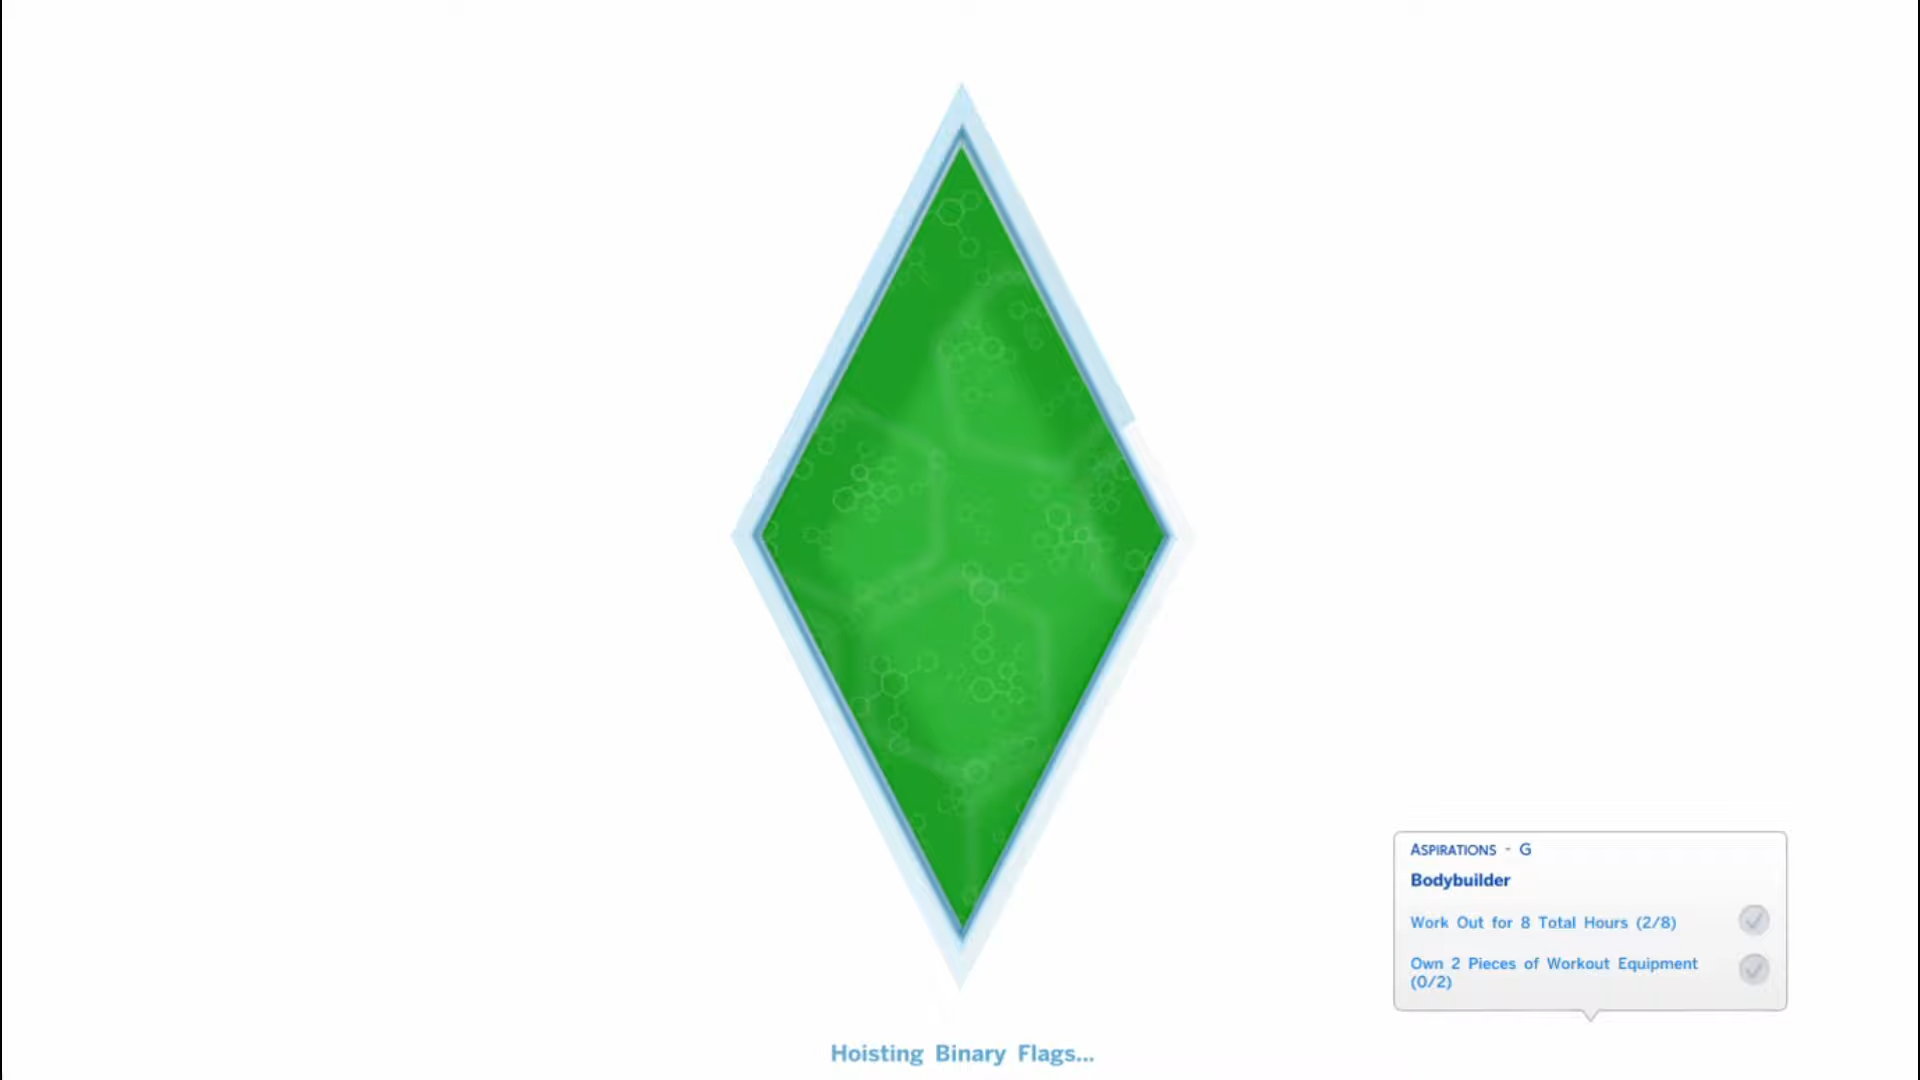 ASPIRATIONS - G
Bodybuilder
Work Out for 8 Total Hours (2/8)
Own 2 Pieces of Workout Equipment
(0/2)
Hoisting Binary Flags...